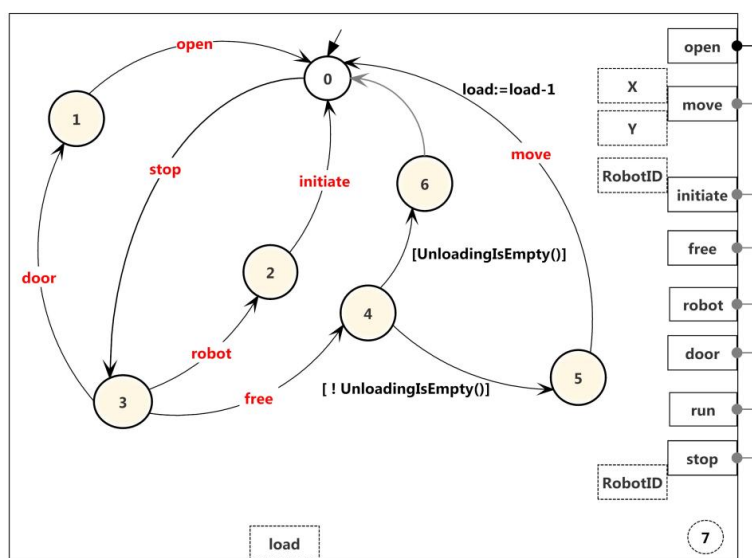 open
0
load:=load-1
1
stop
initiate
move
6
door
2
[UnloadingIsEmpty()]
4
robot
5
3
free
[ ! UnloadingIsEmpty()]
load
open
X
move
Y
RobotID
initiate
free
robot
door
run
stop
RobotID
7